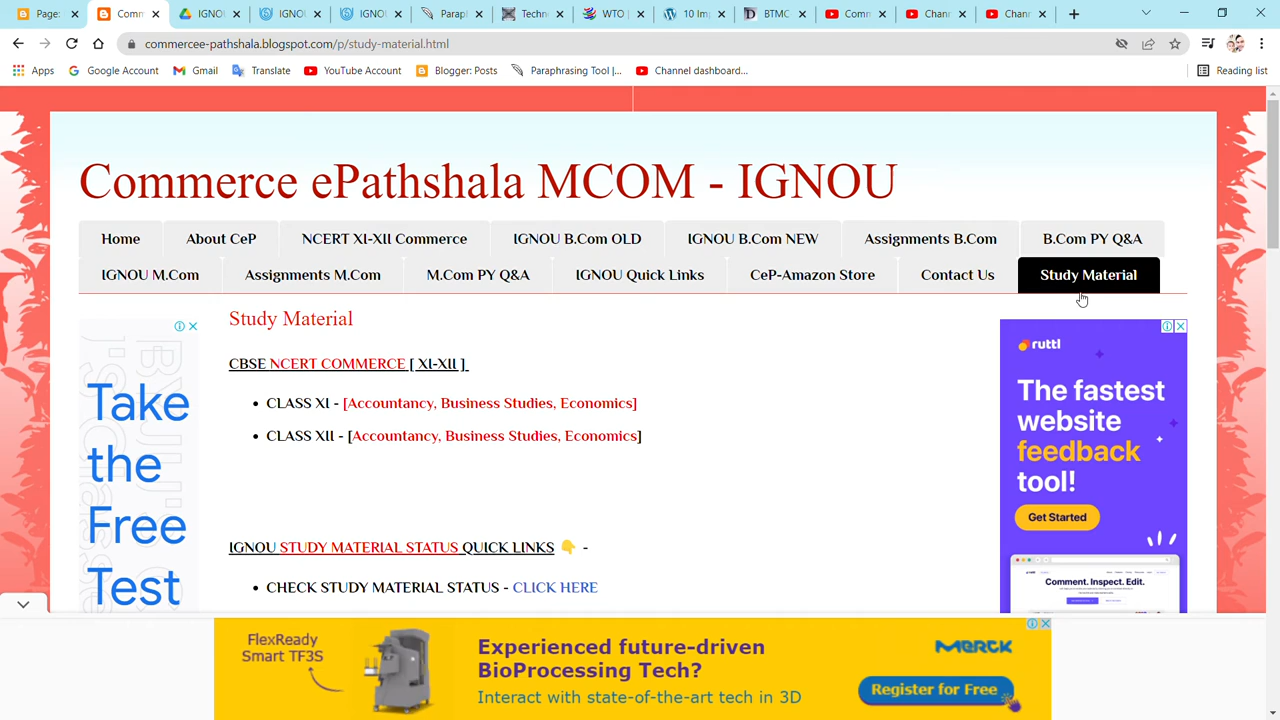 Page:
Comm
IGNOU
IGNOU
IGNOU
Parap
Techno
WTO |
10 Imp
BTMC
Comm
Chann
Chann
commercee-pathshala.blogspot.com/p/study-material.html
Apps
Google Account
Gmail
Translate
YouTube Account
Blogger: Posts
Paraphrasing Tool |...
Channel dashboard...
Reading list
Commerce ePathshala MCOM - IGNOU
Home
About CeP
NCERT XI-XII Commerce
IGNOU B.Com OLD
IGNOU B.Com NEW
Assignments B.Com
B.Com PY Q&A
IGNOU M.Com
Assignments M.Com
M.Com PY Q&A
IGNOU Quick Links
CeP-Amazon Store
Contact Us
Study Material
Study Material
CBSE NCERT COMMERCE [ XI-XII ]
CLASS XI - [Accountancy, Business Studies, Economics]
CLASS XII - [Accountancy, Business Studies, Economics]
IGNOU STUDY MATERIAL STATUS QUICK LINKS 👇 -
CHECK STUDY MATERIAL STATUS - CLICK HERE
Take
the
Free
Test
ruttl
The fastest
website
feedback
tool!
Get Started
Comment. Inspect. Edit.
FlexReady
Smart TF3S
Experienced future-driven
BioProcessing Tech?
Interact with state-of-the-art tech in 3D
MERCK
Register for Free